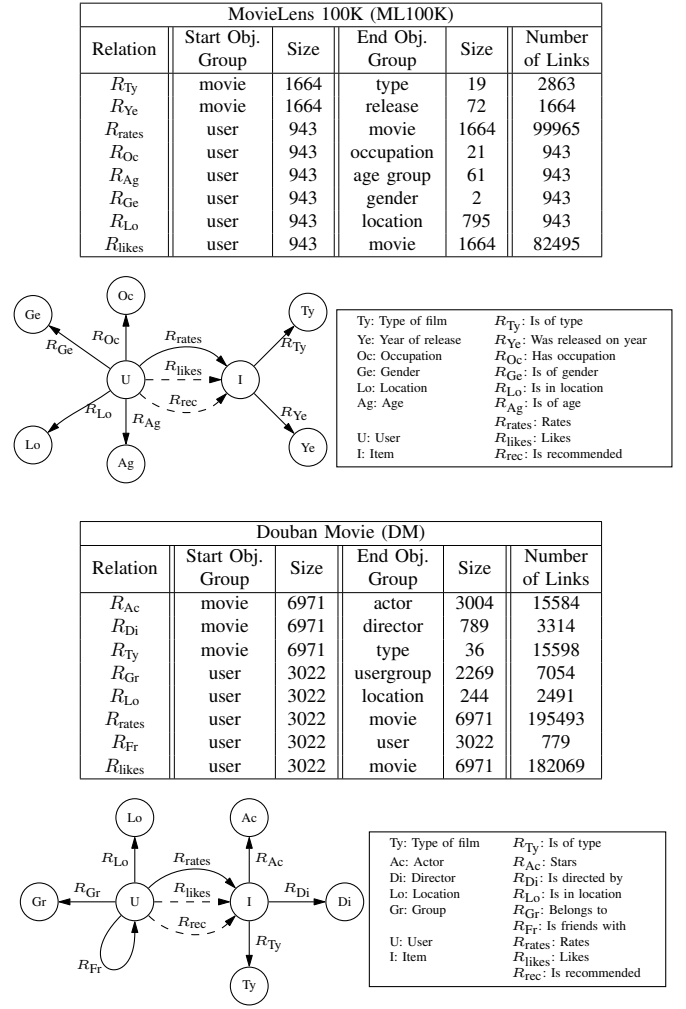 MovieLens 100K (ML100K)
Relation Start Obj. Group Size End Obj. Group Size Number of Links
R_Ty movie 1664 type 19 2863
R_Ye movie 1664 release 72 1664
R_rates user 943 movie 1664 99965
R_Oc user 943 occupation 21 943
R_Ag user 943 age group 61 943
R_Ge user 943 gender 2 943
R_Lo user 943 location 795 943
R_likes user 943 movie 1664 82495
Ge
Oc
Ty
R_Ge
R_Oc
R_rates
R_Ty
U
R_likes
I
R_rec
R_Lo
R_Ag
R_Ye
Lo
Ag
Ye
Ty: Type of film R_Ty: Is of type
Ye: Year of release R_Ye: Was released on year
Oc: Occupation R_Oc: Has occupation
Ge: Gender R_Ge: Is of gender
Lo: Location R_Lo: Is in location
Ag: Age R_Ag: Is of age
R_rates: Rates
U: User R_likes: Likes
I: Item R_rec: Is recommended
Douban Movie (DM)
Relation Start Obj. Group Size End Obj. Group Size Number of Links
R_Ac movie 6971 actor 3004 15584
R_Di movie 6971 director 789 3314
R_Ty movie 6971 type 36 15598
R_Gr user 3022 usergroup 2269 7054
R_Lo user 3022 location 244 2491
R_rates user 3022 movie 6971 195493
R_Fr user 3022 user 3022 779
R_likes user 3022 movie 6971 182069
Lo
Ac
R_Lo
R_rates
R_Ac
Gr
R_Gr
U
R_likes
I
R_Di
Di
R_rec
R_Fr
R_Ty
Ty
Ty: Type of film R_Ty: Is of type
Ac: Actor R_Ac: Stars
Di: Director R_Di: Is directed by
Lo: Location R_Lo: Is in location
Gr: Group R_Gr: Belongs to
R_Fr: Is friends with
U: User R_rates: Rates
I: Item R_likes: Likes
R_rec: Is recommended